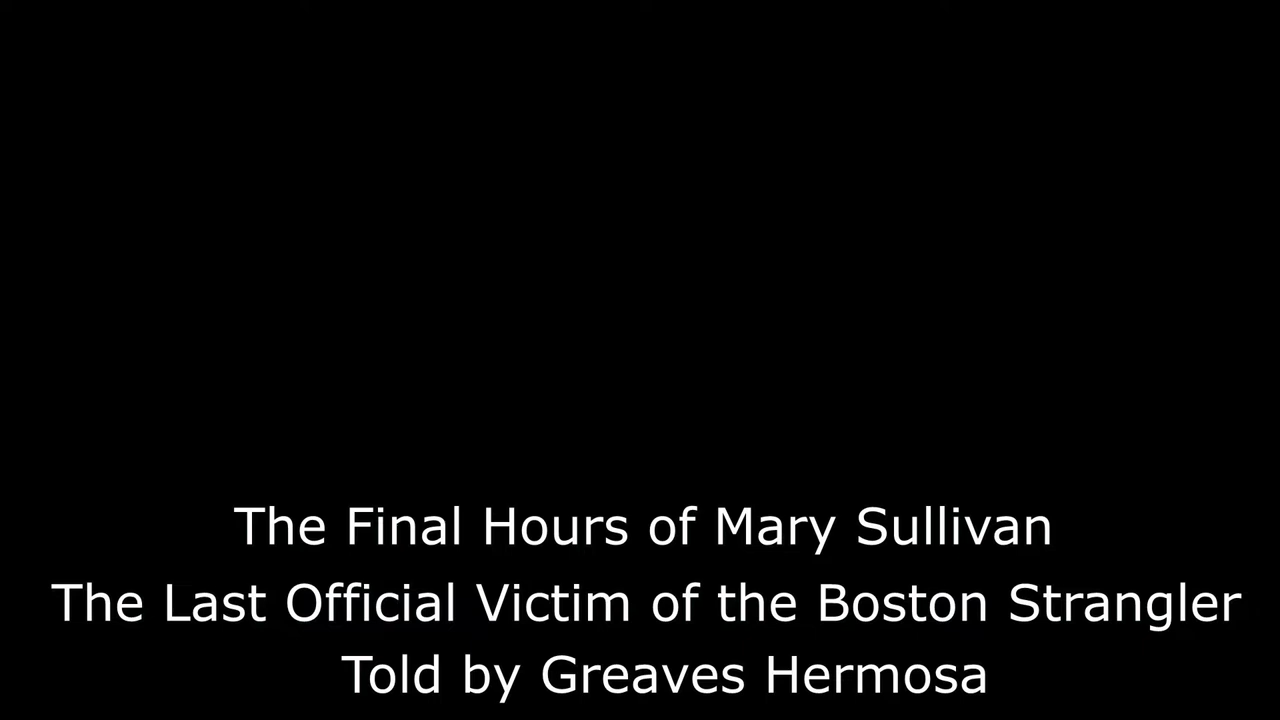 The Final Hours of Mary Sullivan
The Last Official Victim of the Boston Strangler
Told by Greaves Hermosa